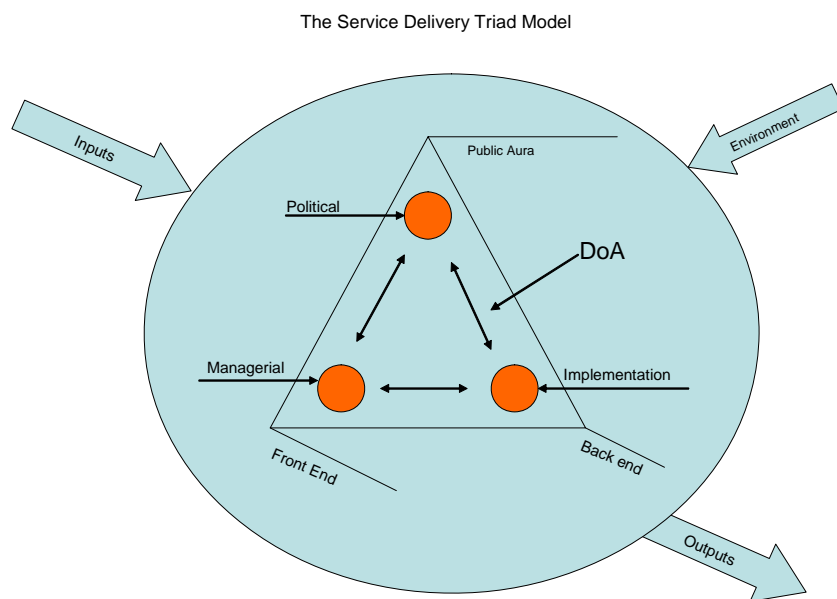 The Service Delivery Triad Model
Inputs
Environment
Public Aura
Political
DoA
Managerial
Implementation
Front End
Back end
Outputs